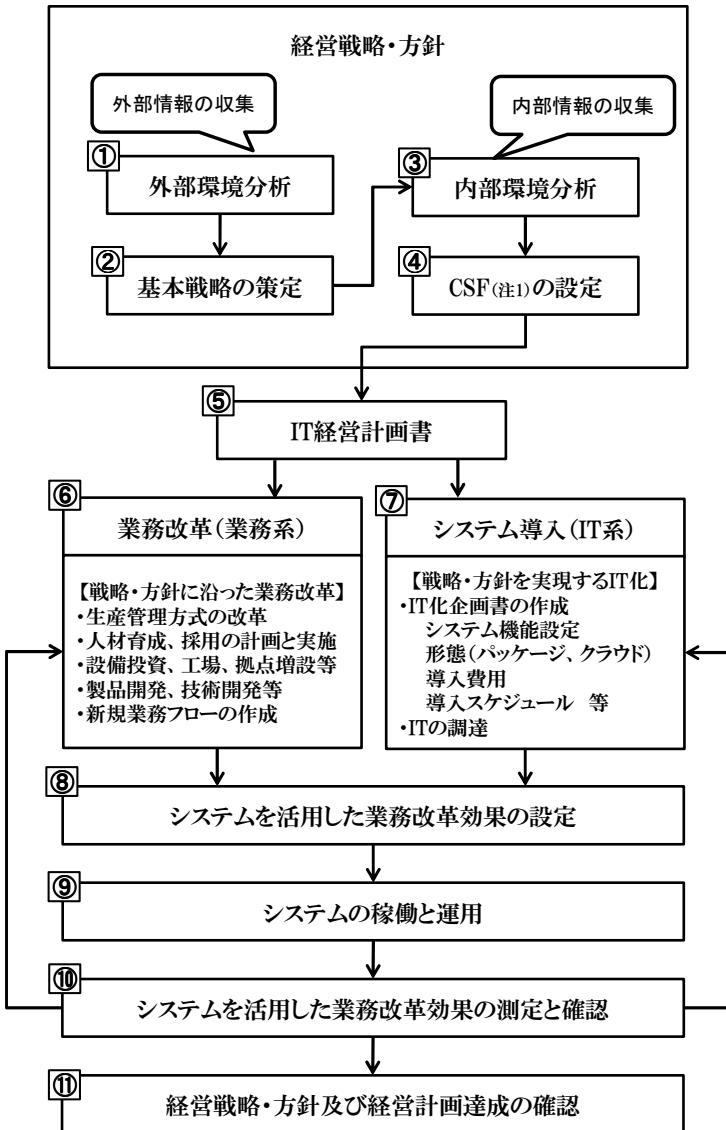 経営戦略・方針
外部情報の収集
内部情報の収集
①
外部環境分析
②
基本戦略の策定
③
内部環境分析
④
CSF(注1)の設定
⑤
IT経営計画書
⑥
業務改革(業務系)
【戦略・方針に沿った業務改革】
・生産管理方式の改革
・人材育成、採用の計画と実施
・設備投資、工場、拠点増設等
・製品開発、技術開発等
・新規業務フローの作成
⑦
システム導入(IT系)
【戦略・方針を実現するIT化】
・IT化企画書の作成
システム機能設定
形態(パッケージ、クラウド)
導入費用
導入スケジュール 等
・ITの調達
⑧
システムを活用した業務改革効果の設定
⑨
システムの稼働と運用
⑩
システムを活用した業務改革効果の測定と確認
⑪
経営戦略・方針及び経営計画達成の確認